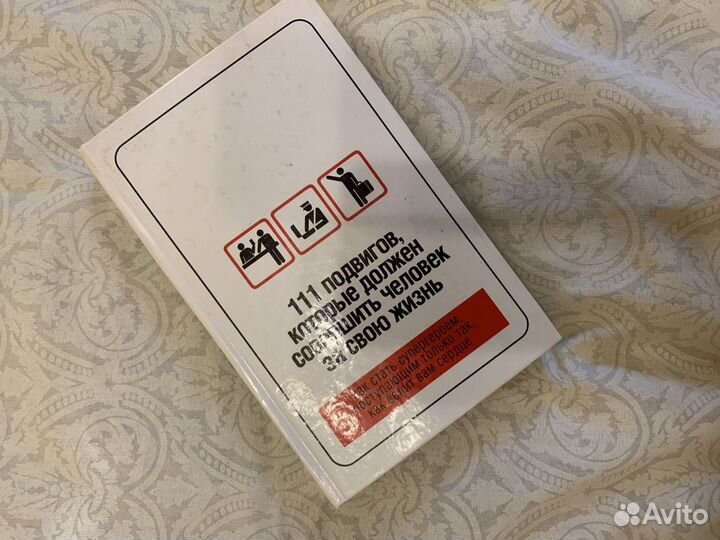 111 подвигов,
которые должен
совершить человек
за свою жизнь
Как стать супергероем,
поступающим только так,
как велит вам сердце
Avito